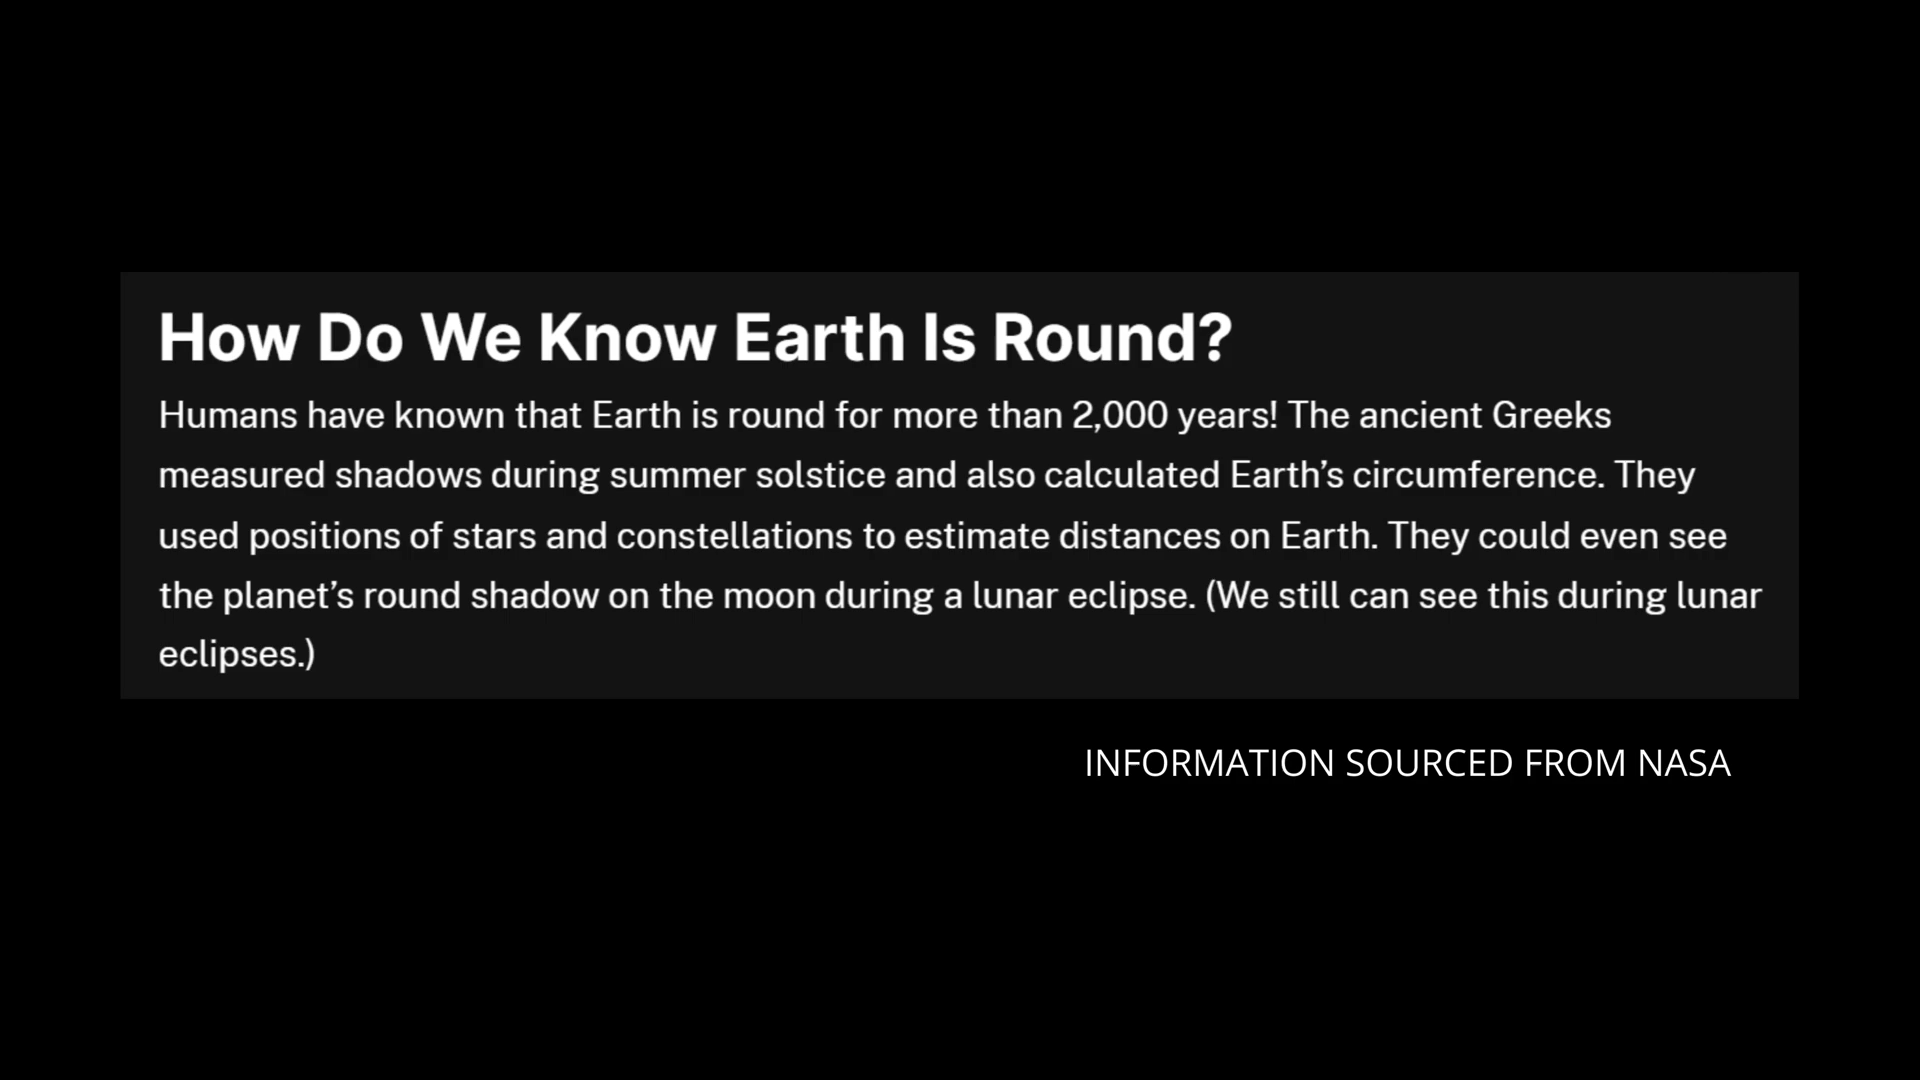 How Do We Know Earth Is Round?
Humans have known that Earth is round for more than 2,000 years! The ancient Greeks
measured shadows during summer solstice and also calculated Earth’s circumference. They
used positions of stars and constellations to estimate distances on Earth. They could even see
the planet’s round shadow on the moon during a lunar eclipse. (We still can see this during lunar
eclipses.)
INFORMATION SOURCED FROM NASA